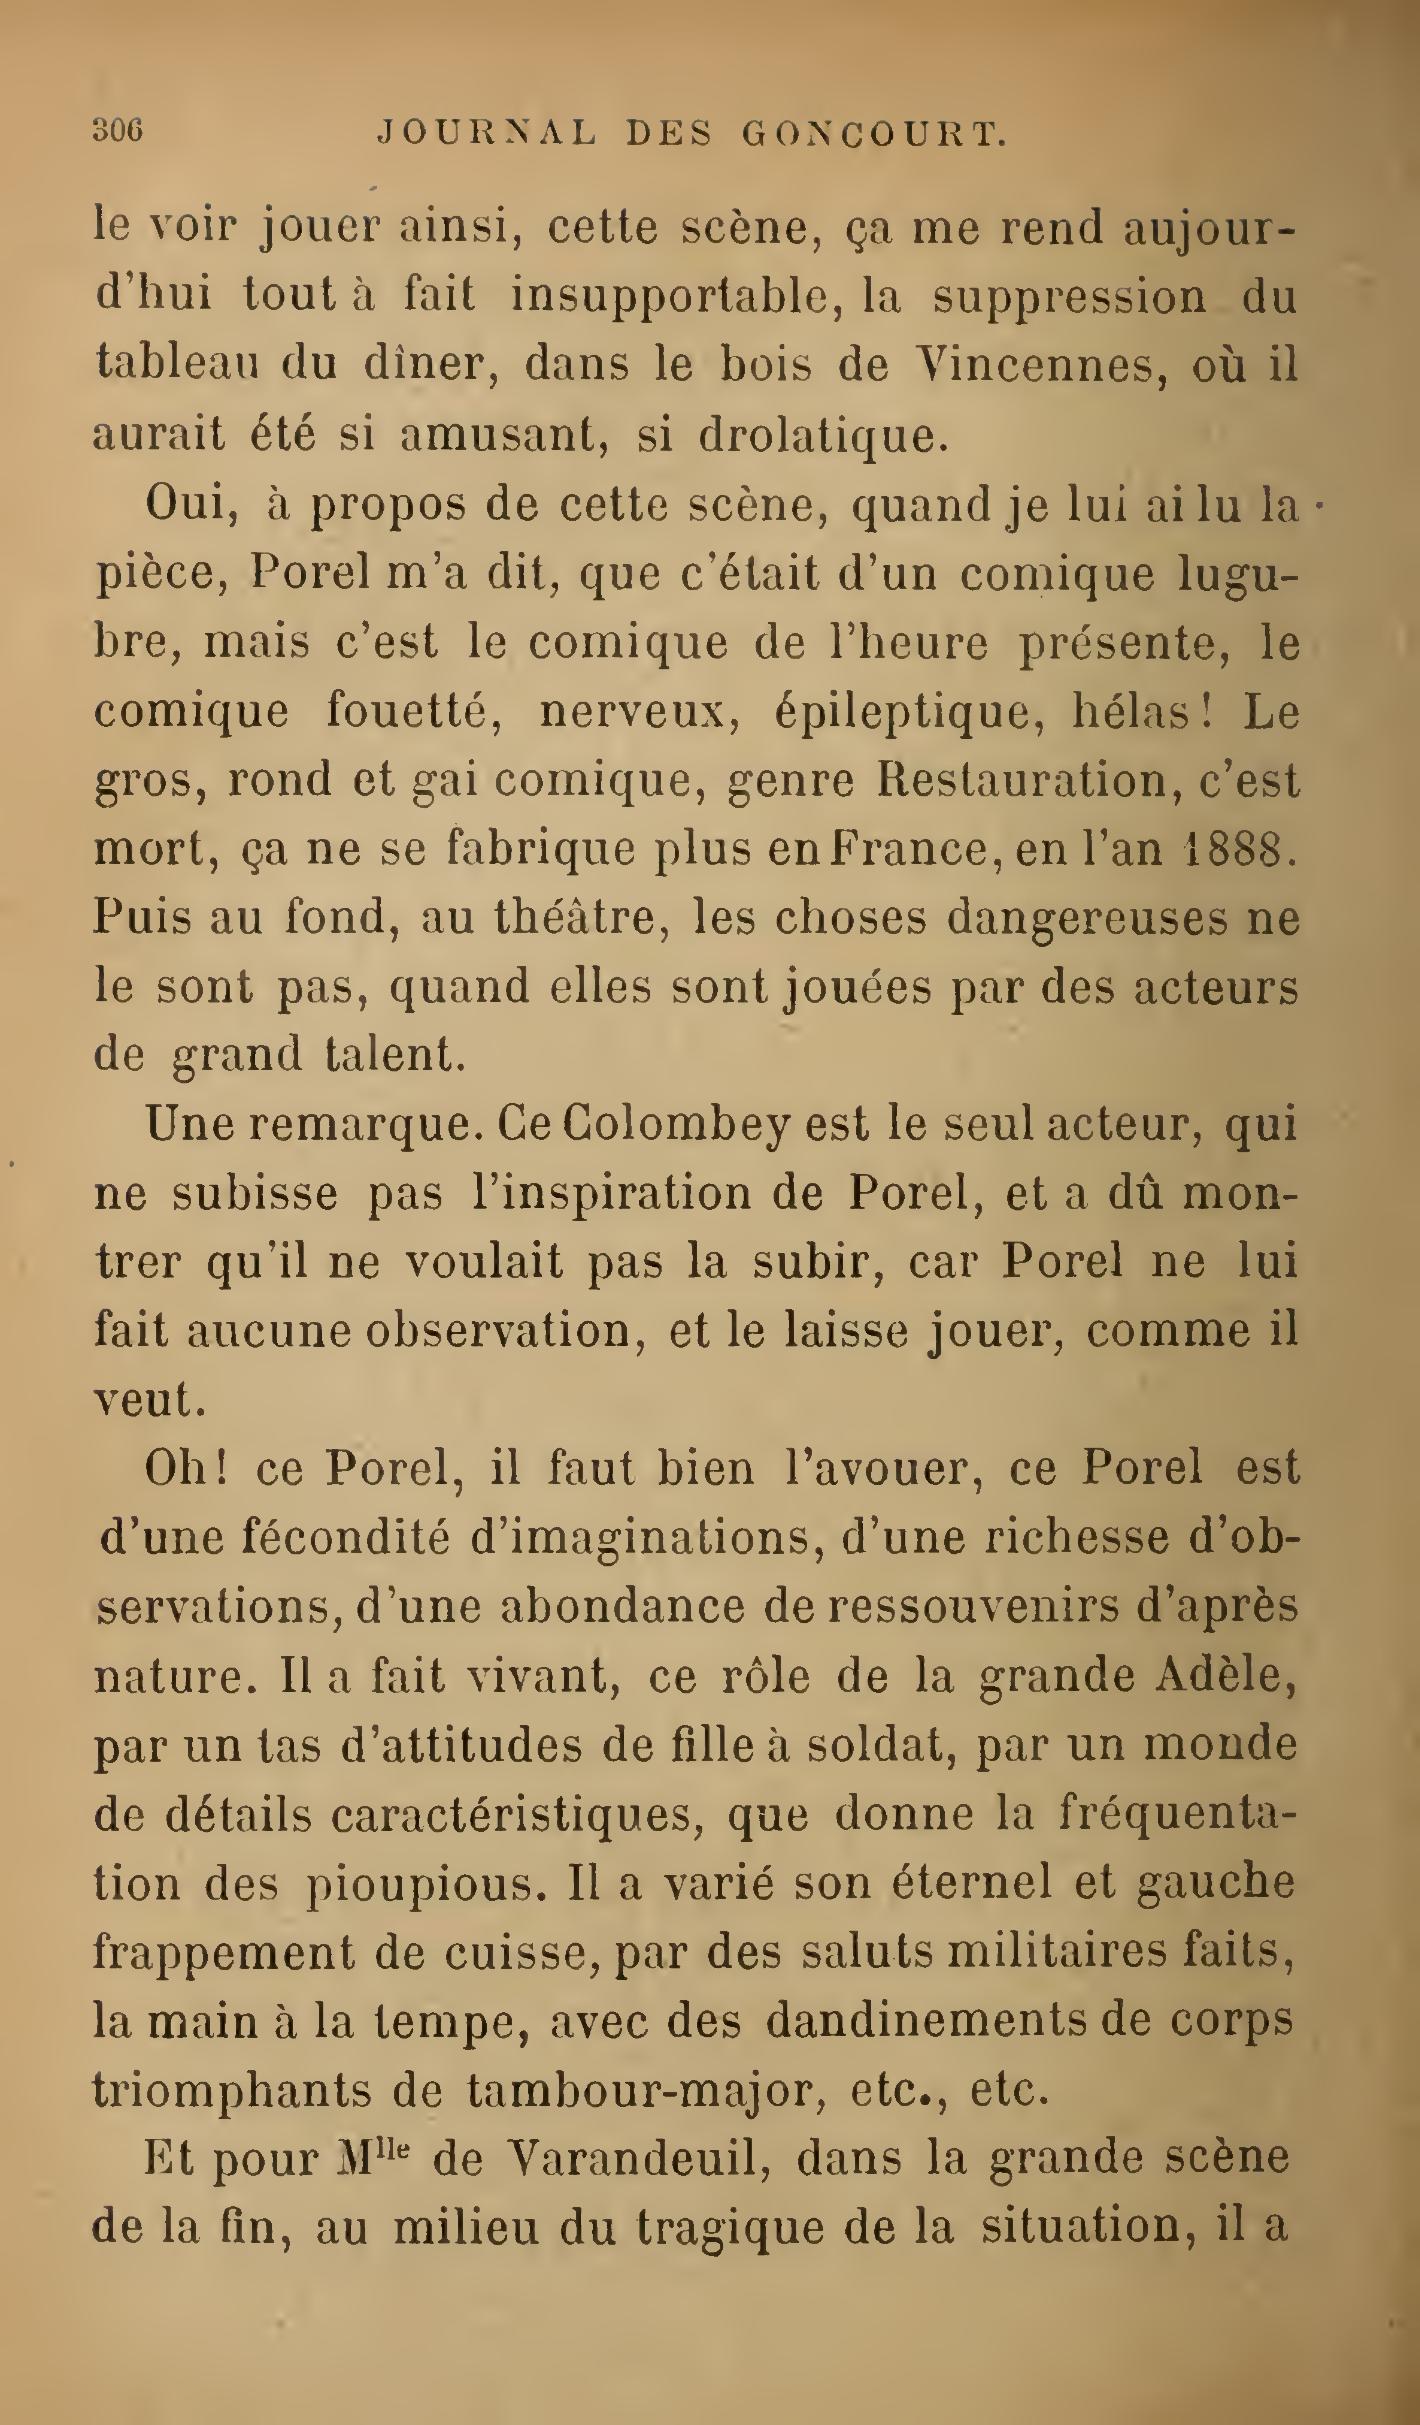 306 JOURNAL DES GONCOURT.
le voir jouer ainsi, cette scène, ça me rend aujour-
d'hui tout à fait insupportable, la suppression du
tableau du dîner, dans le bois de Vincennes, où il
aurait été si amusant, si drolatique.
Oui, à propos de cette scène, quand je lui ai lu la
pièce, Porel m'a dit, que c'était d'un comique lugu-
bre, mais c'est le comique de l'heure présente, le
comique fouetté, nerveux, épileptique, hélas! Le
gros, rond et gai comique, genre Restauration, c'est
mort, ça ne se fabrique plus en France, en l'an 1888.
Puis au fond, au théâtre, les choses dangereuses ne
le sont pas, quand elles sont jouées par des acteurs
de grand talent.
Une remarque. Ce Colombey est le seul acteur, qui
ne subisse pas l'inspiration de Porel, et a dû mon-
trer qu'il ne voulait pas la subir, car Porel ne lui
fait aucune observation, et le laisse jouer, comme il
veut.
Oh! ce Porel, il faut bien l'avouer, ce Porel est
d'une fécondité d'imaginations, d'une richesse d'ob-
servations, d'une abondance de ressouvenirs d'après
nature. Il a fait vivant, ce rôle de la grande Adèle,
par un tas d'attitudes de fille à soldat, par un monde
de détails caractéristiques, que donne la fréquenta-
tion des pioupious. Il a varié son éternel et gauche
frappement de cuisse, par des saluts militaires faits,
la main à la tempe, avec des dandinements de corps
triomphants de tambour-major, etc., etc.
Et pour Mlle de Varandeuil, dans la grande scène
de la fin, au milieu du tragique de la situation, il a